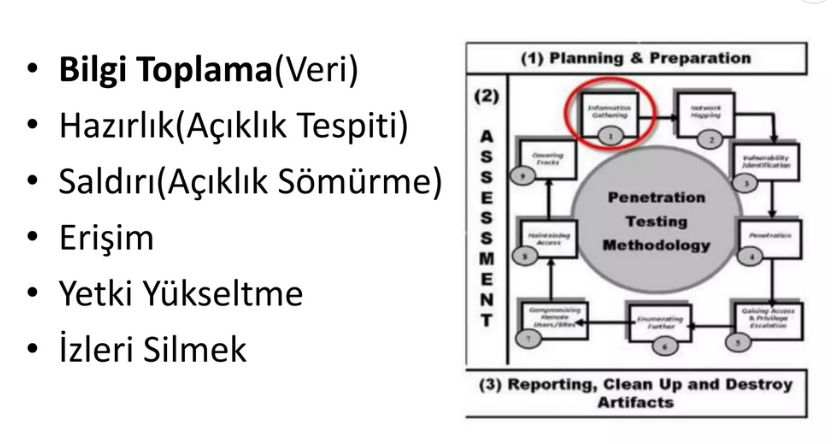 • Bilgi Toplama(Veri)
• Hazırlık(Açıklık Tespiti)
• Saldırı(Açıklık Sömürme)
• Erişim
• Yetki Yükseltme
• İzleri Silmek
(1) Planning & Preparation
(2)
ASSESSMENT
Information
Gathering
1
Network
Mapping
2
Vulnerability
Identification
3
Penetration
4
Gaining Access
& Privilege
Escalation
5
Enumerating
Further
6
Compromising
Remote
Users/Sites
7
Maintaining
Access
8
Covering
Tracks
9
Penetration
Testing
Methodology
(3) Reporting, Clean Up and Destroy
Artifacts